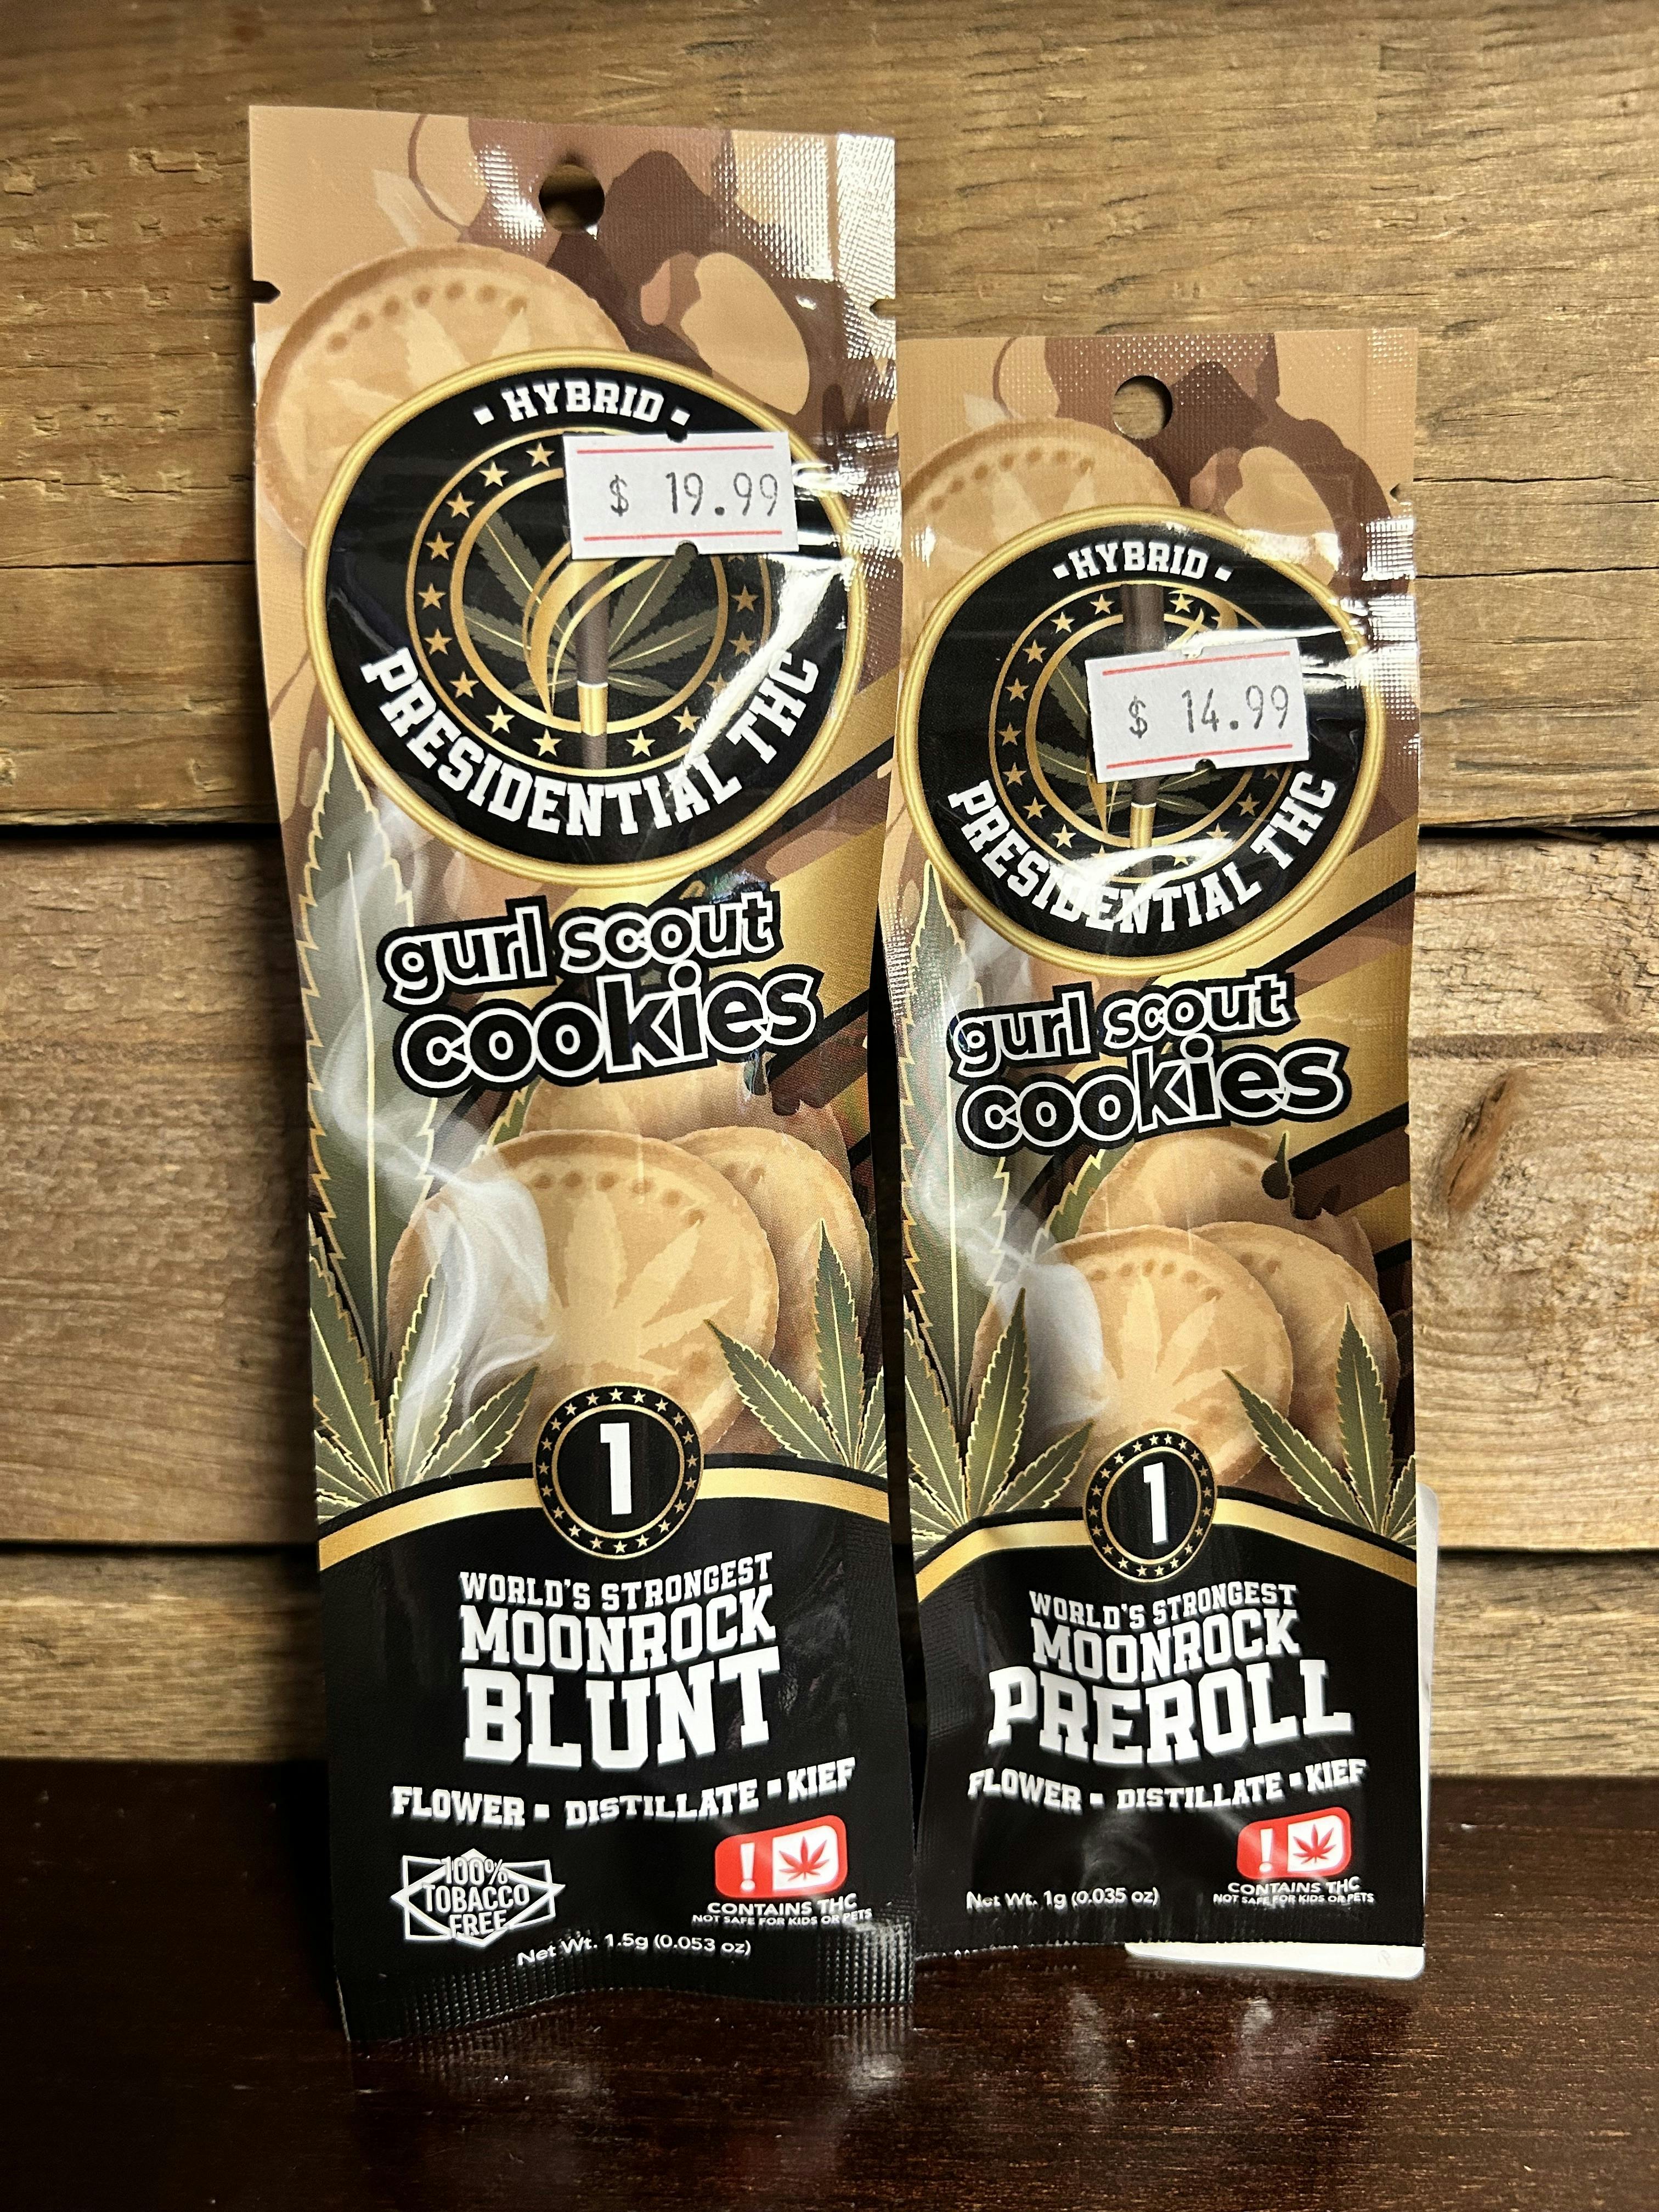 HYBRID
$ 19.99
PRESIDENTIAL THC
gurl scout
cookies
1
WORLD'S STRONGEST
MOONROCK
BLUNT
FLOWER ▪ DISTILLATE ▪ KIEF
100%
TOBACCO
FREE
!
CONTAINS THC
NOT SAFE FOR KIDS OR PETS
Net Wt. 1.5g (0.053 oz)
HYBRID
$ 14.99
PRESIDENTIAL THC
gurl scout
cookies
1
WORLD'S STRONGEST
MOONROCK
PREROLL
FLOWER ▪ DISTILLATE ▪ KIEF
!
CONTAINS THC
NOT SAFE FOR KIDS OR PETS
Net Wt. 1g (0.035 oz)